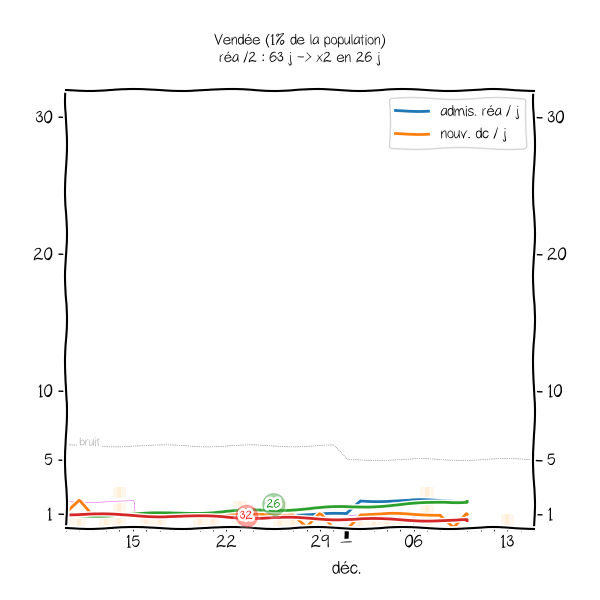 Vendée (1% de la population)
réa /2 : 63 j -> x2 en 26 j
admis. réa / j
nouv. dc / j
30
30
20
20
10
10
bruit
5
5
26
32
1
1
15
22
29
06
13
déc.